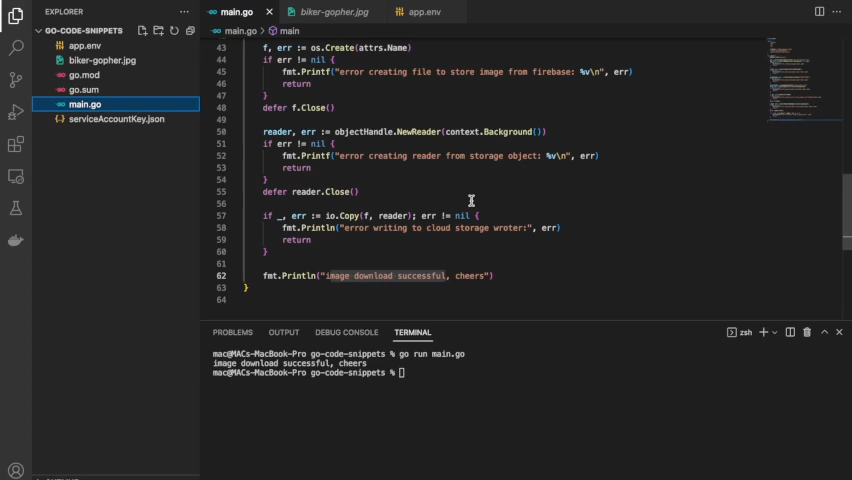 EXPLORER
GO-CODE-SNIPPETS
app.env
biker-gopher.jpg
go.mod
go.sum
main.go
serviceAccountKey.json
main.go
biker-gopher.jpg
app.env
main.go > main
43 f, err := os.Create(attrs.Name)
44 if err != nil {
45 fmt.Printf("error creating file to store image from firebase: %v\n", err)
46 return
47 }
48 defer f.Close()
49
50 reader, err := objectHandle.NewReader(context.Background())
51 if err != nil {
52 fmt.Printf("error creating reader from storage object: %v\n", err)
53 return
54 }
55 defer reader.Close()
56
57 if _, err := io.Copy(f, reader); err != nil {
58 fmt.Println("error writing to cloud storage wroter:", err)
59 return
60 }
61
62 fmt.Println("image download successful, cheers")
63 }
64
PROBLEMS OUTPUT DEBUG CONSOLE TERMINAL
zsh
mac@MACs-MacBook-Pro go-code-snippets % go run main.go
image download successful, cheers
mac@MACs-MacBook-Pro go-code-snippets %